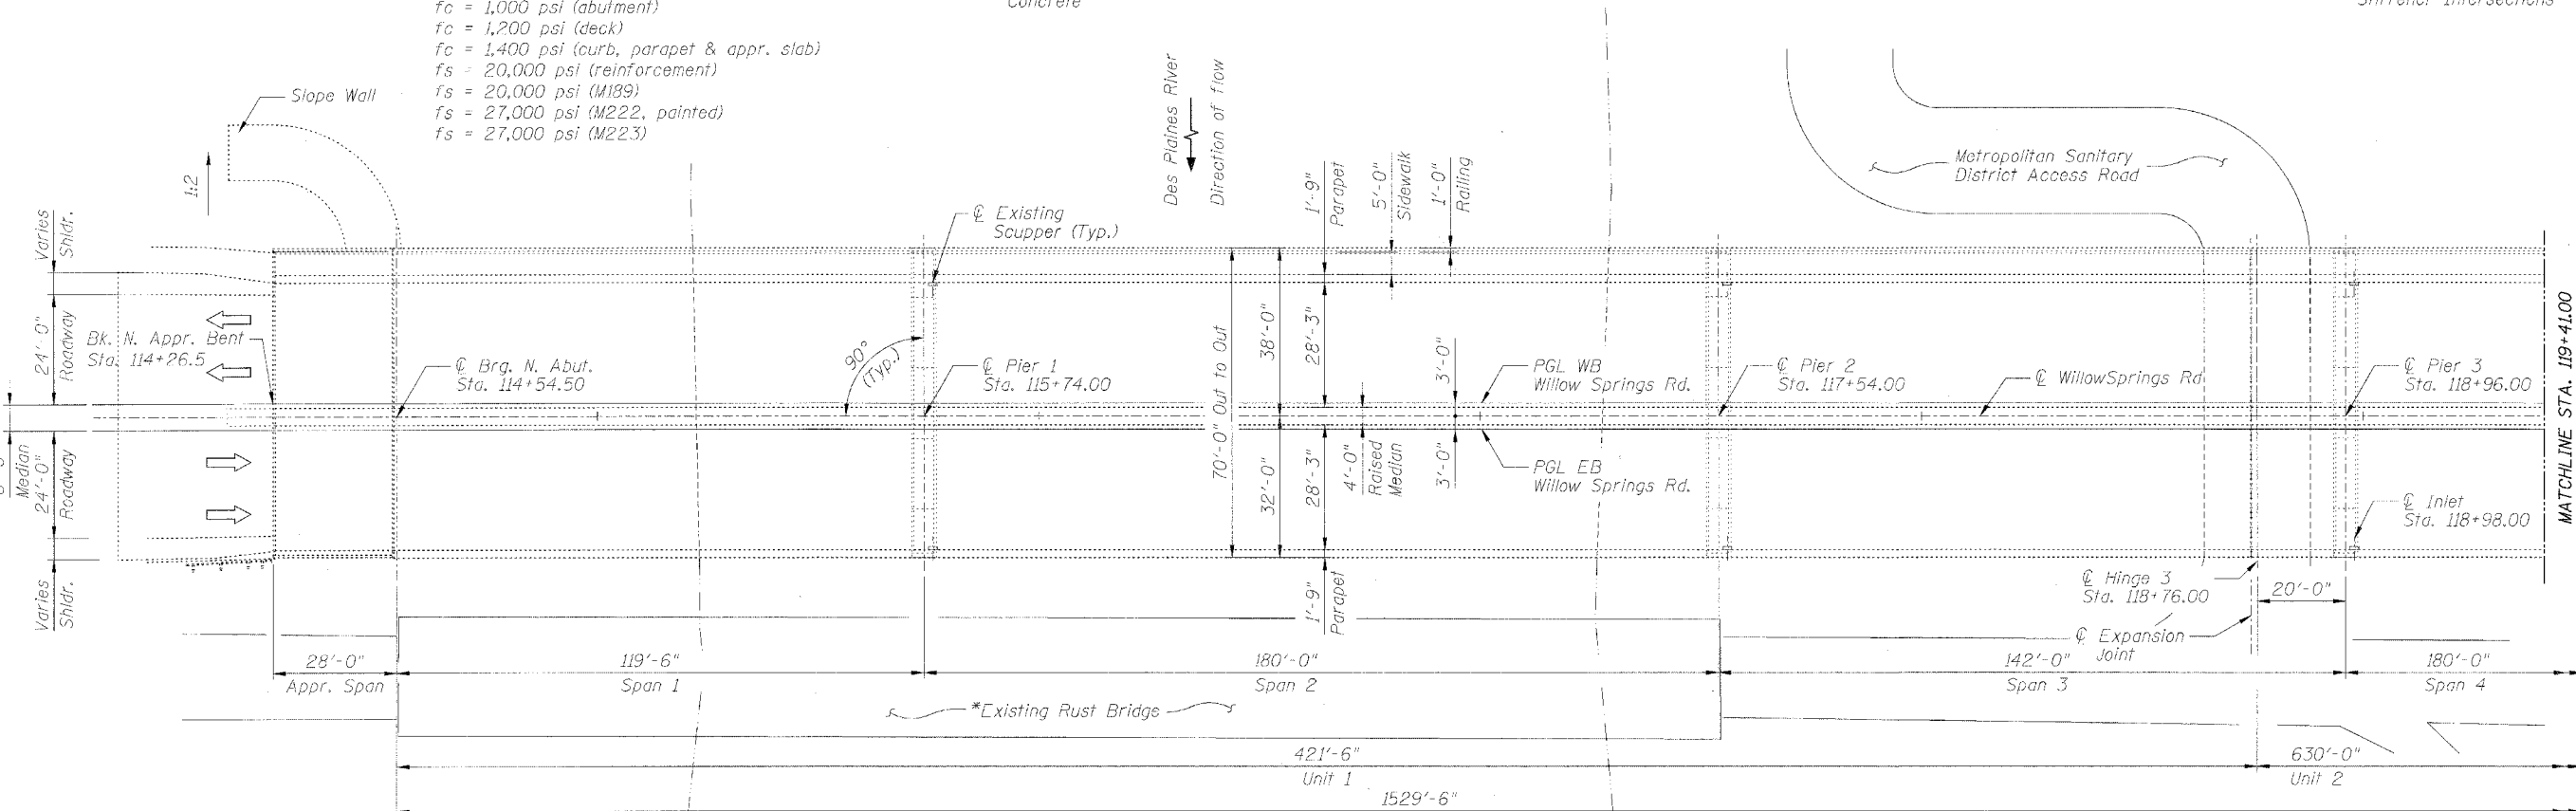 fc = 1,000 psi (abutment)
fc = 1,200 psi (deck)
fc = 1,400 psi (curb, parapet & appr. slab)
fs = 20,000 psi (reinforcement)
fs = 20,000 psi (M189)
fs = 27,000 psi (M222, painted)
fs = 27,000 psi (M223)
Concrete
Slope Wall
1:2
Des Plaines River
Direction of flow
1'-9"
Parapet
5'-0"
Sidewalk
1'-0"
Railing
Metropolitan Sanitary
District Access Road
Varies
Shldr.
24'-0"
Roadway
Median
24'-0"
Roadway
Varies
Shldr.
Bk. N. Appr. Bent
Sta. 114+26.5
℄ Brg. N. Abut.
Sta. 114+54.50
℄ Existing
Scupper (Typ.)
90°
(Typ.)
℄ Pier 1
Sta. 115+74.00
70'-0" Out to Out
38'-0"
32'-0"
28'-3"
28'-3"
4'-0"
Raised
Median
3'-0"
3'-0"
PGL WB
Willow Springs Rd.
PGL EB
Willow Springs Rd.
℄ Pier 2
Sta. 117+54.00
℄ WillowSprings Rd
℄ Pier 3
Sta. 118+96.00
MATCHLINE STA. 119+41.00
℄ Inlet
Sta. 118+98.00
℄ Hinge 3
Sta. 118+76.00
20'-0"
℄ Expansion
Joint
1'-9"
Parapet
28'-0"
Appr. Span
119'-6"
Span 1
180'-0"
Span 2
142'-0"
Span 3
180'-0"
Span 4
*Existing Rust Bridge
421'-6"
Unit 1
630'-0"
Unit 2
1529'-6"